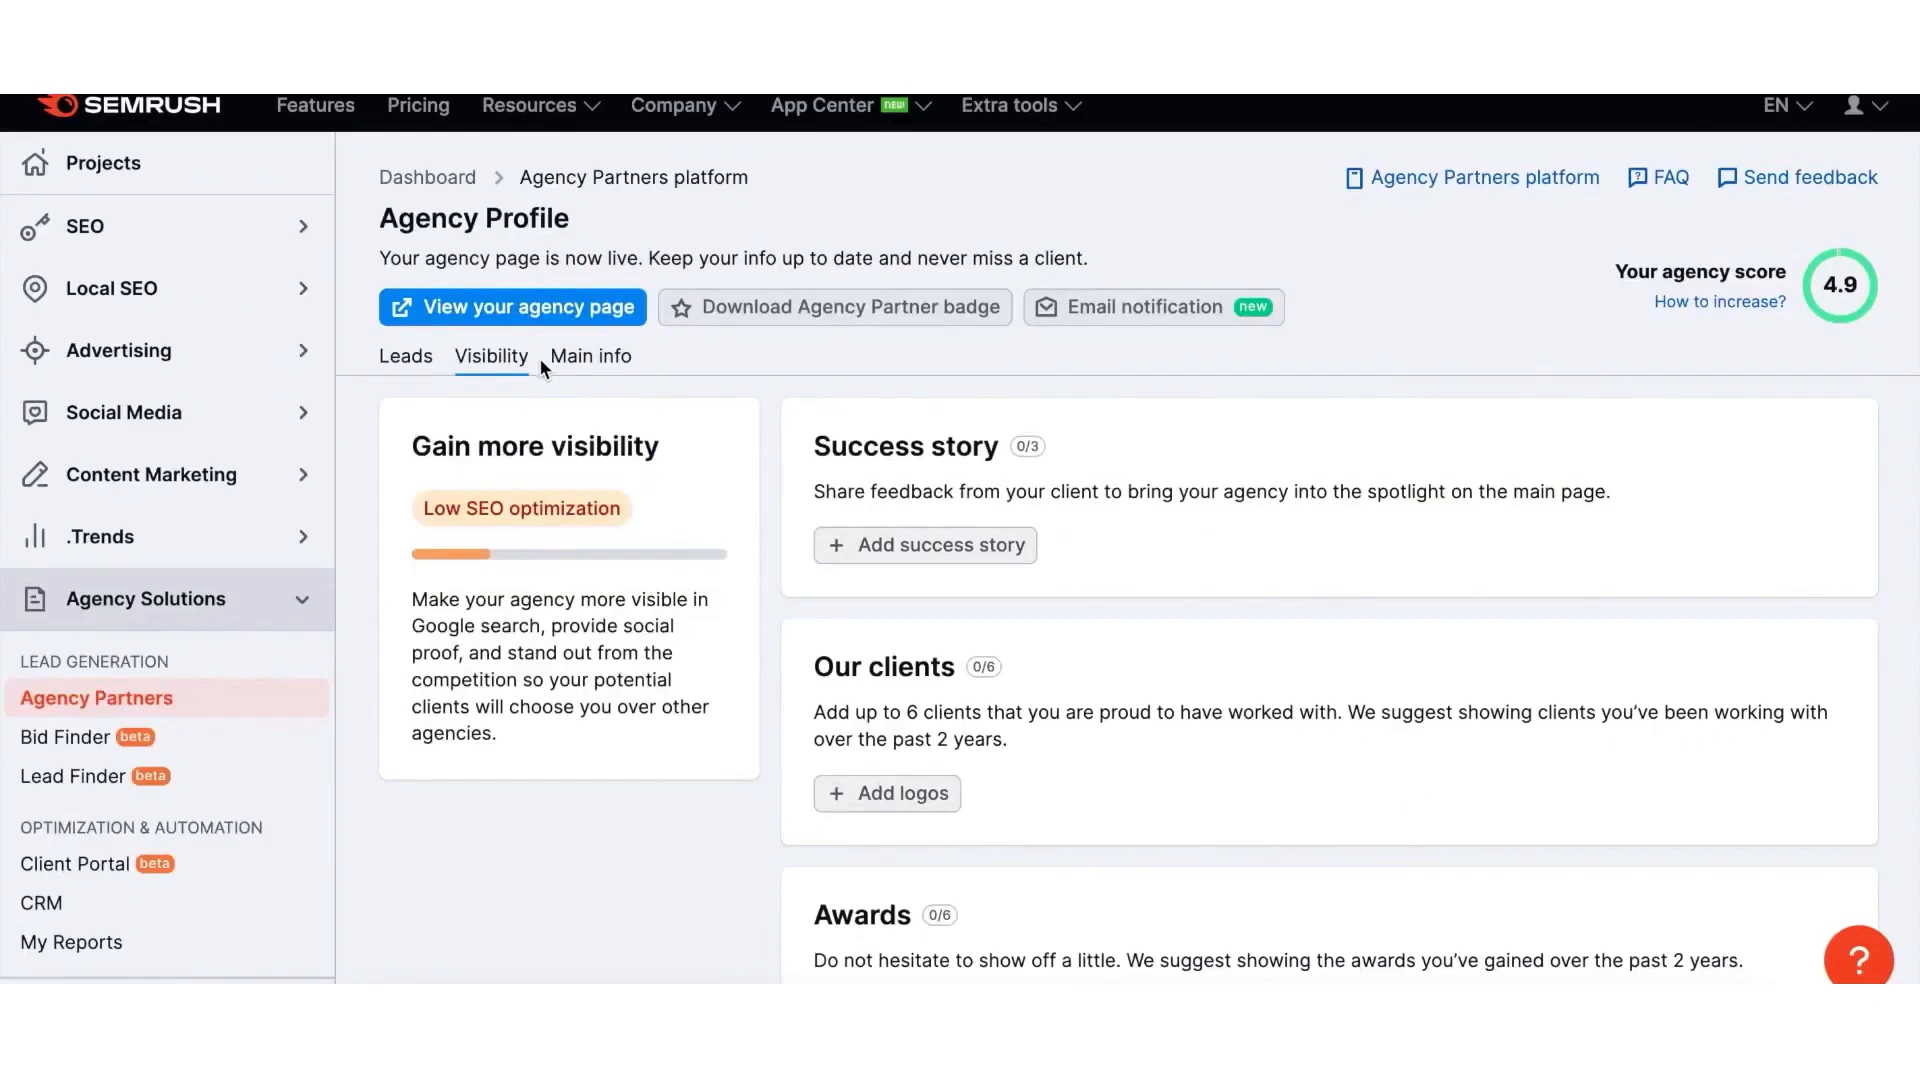 SEMRUSH Features Pricing Resources Company App Center NEW Extra tools EN
Projects
SEO
Local SEO
Advertising
Social Media
Content Marketing
.Trends
Agency Solutions
LEAD GENERATION
Agency Partners
Bid Finder beta
Lead Finder beta
OPTIMIZATION & AUTOMATION
Client Portal beta
CRM
My Reports
Dashboard > Agency Partners platform
Agency Partners platform
? FAQ
Send feedback
Agency Profile
Your agency page is now live. Keep your info up to date and never miss a client.
View your agency page
Download Agency Partner badge
Email notification new
Your agency score
How to increase?
4.9
Leads Visibility Main info
Gain more visibility
Low SEO optimization
Make your agency more visible in
Google search, provide social
proof, and stand out from the
competition so your potential
clients will choose you over other
agencies.
Success story 0/3
Share feedback from your client to bring your agency into the spotlight on the main page.
+ Add success story
Our clients 0/6
Add up to 6 clients that you are proud to have worked with. We suggest showing clients you’ve been working with
over the past 2 years.
+ Add logos
Awards 0/6
Do not hesitate to show off a little. We suggest showing the awards you’ve gained over the past 2 years.
?